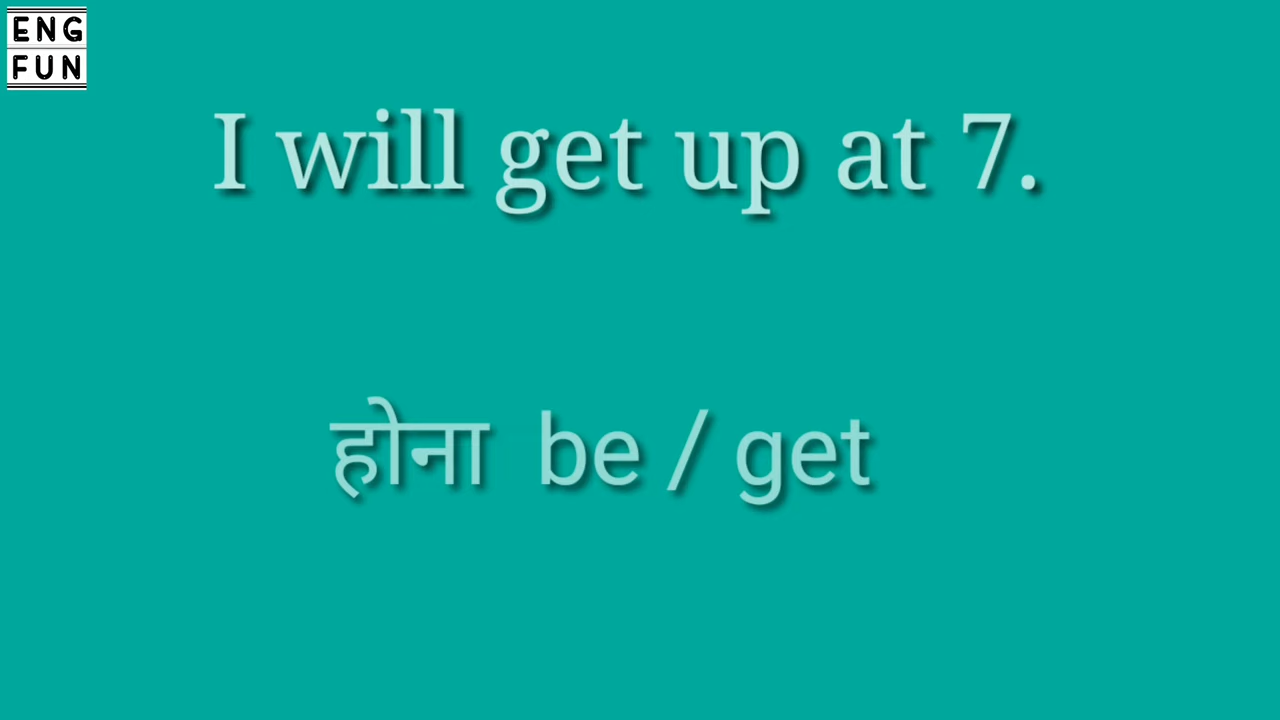 ENG
FUN
I will get up at 7.
होना be / get